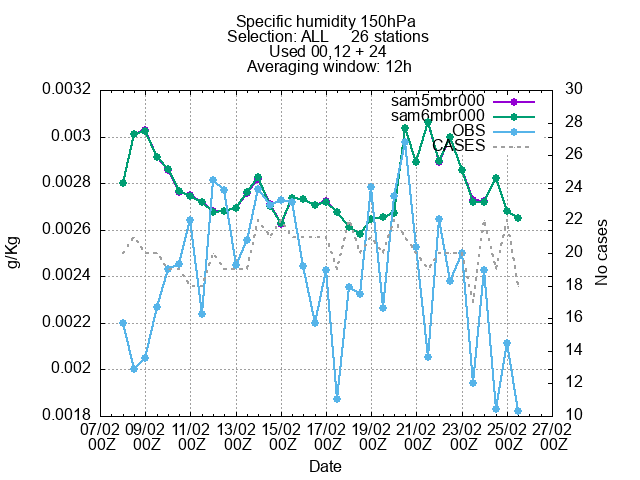 Specific humidity 150hPa
Selection: ALL 26 stations
Used 00,12 + 24
Averaging window: 12h
sam5mbr000
sam6mbr000
OBS
CASES
0.0032
0.003
0.0028
0.0026
0.0024
0.0022
0.002
0.0018
g/Kg
30
28
26
24
22
20
18
16
14
12
10
No cases
07/02 09/02 11/02 13/02 15/02 17/02 19/02 21/02 23/02 25/02 27/02
00Z 00Z 00Z 00Z 00Z 00Z 00Z 00Z 00Z 00Z 00Z
Date